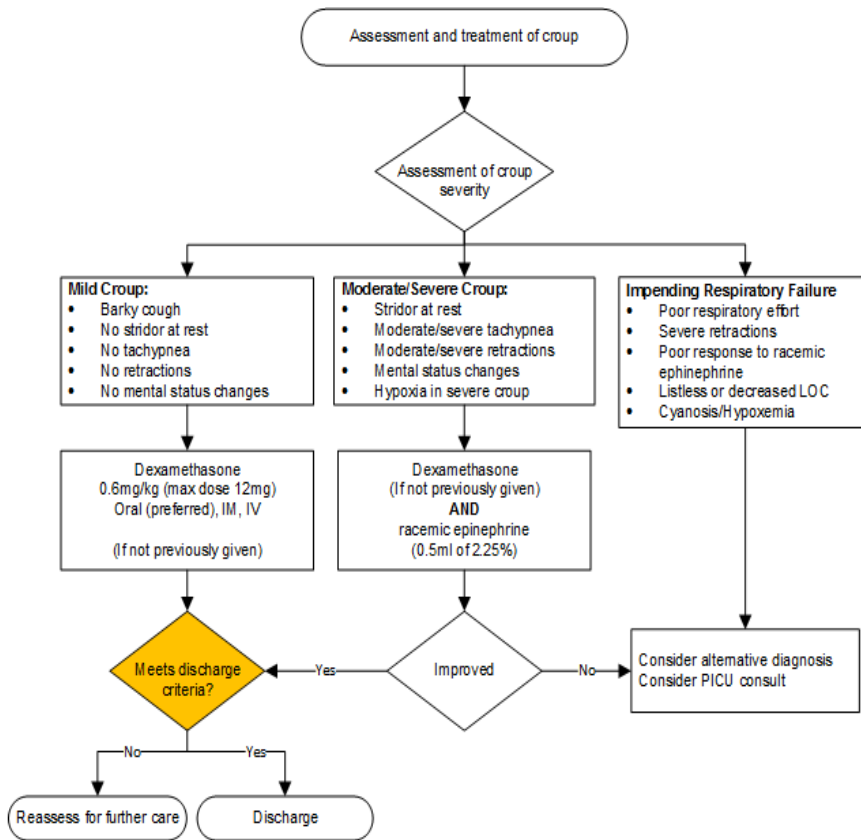 Assessment and treatment of croup
Assessment of croup
severity
Mild Croup:
• Barky cough
• No stridor at rest
• No tachypnea
• No retractions
• No mental status changes
Moderate/Severe Croup:
• Stridor at rest
• Moderate/severe tachypnea
• Moderate/severe retractions
• Mental status changes
• Hypoxia in severe croup
Impending Respiratory Failure
• Poor respiratory effort
• Severe retractions
• Poor response to racemic
ephinephrine
• Listless or decreased LOC
• Cyanosis/Hypoxemia
Dexamethasone
0.6mg/kg (max dose 12mg)
Oral (preferred), IM, IV
(If not previously given)
Dexamethasone
(If not previously given)
AND
racemic epinephrine
(0.5ml of 2.25%)
Meets discharge
criteria?
Yes
Improved
No
Consider alternative diagnosis
Consider PICU consult
No
Yes
Reassess for further care
Discharge